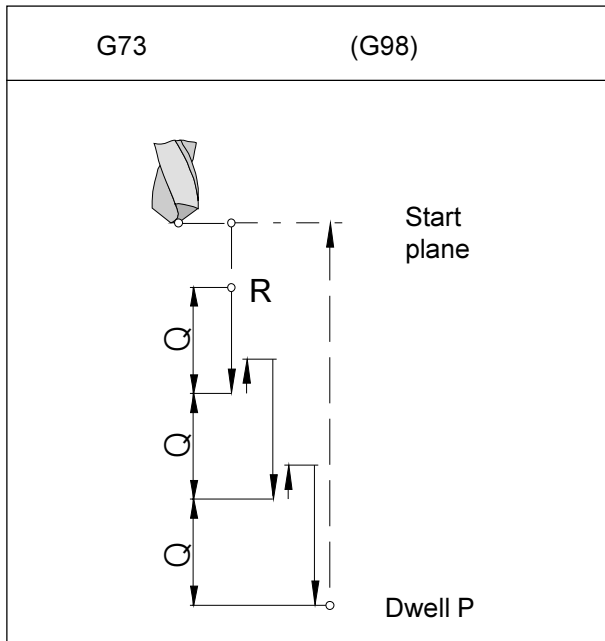 G73 (G98)
Start
plane
R
Q
Q
Q
Dwell P